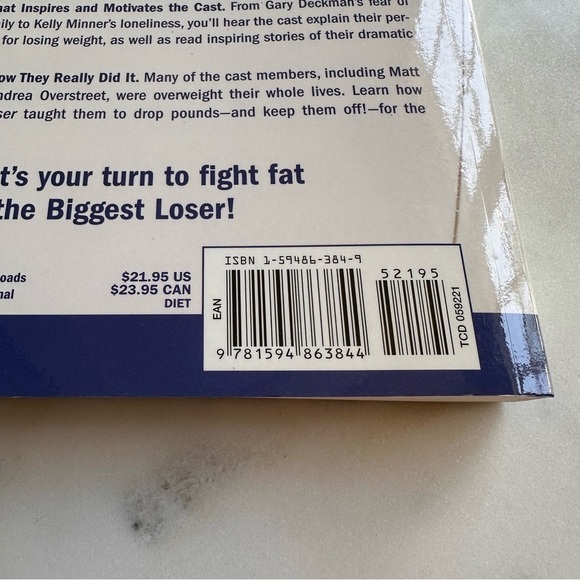 hat Inspires and Motivates the Cast. From Gary Deckman's fear of
ily to Kelly Minner's loneliness, you'll hear the cast explain their per-
for losing weight, as well as read inspiring stories of their dramatic
ow They Really Did It. Many of the cast members, including Matt
ndrea Overstreet, were overweight their whole lives. Learn how
ser taught them to drop pounds—and keep them off!—for the
t's your turn to fight fat
the Biggest Loser!
oads
nal
$21.95 US
$23.95 CAN
DIET
ISBN 1-59486-384-9
52195
EAN
9 781594 863844
TCD 059221